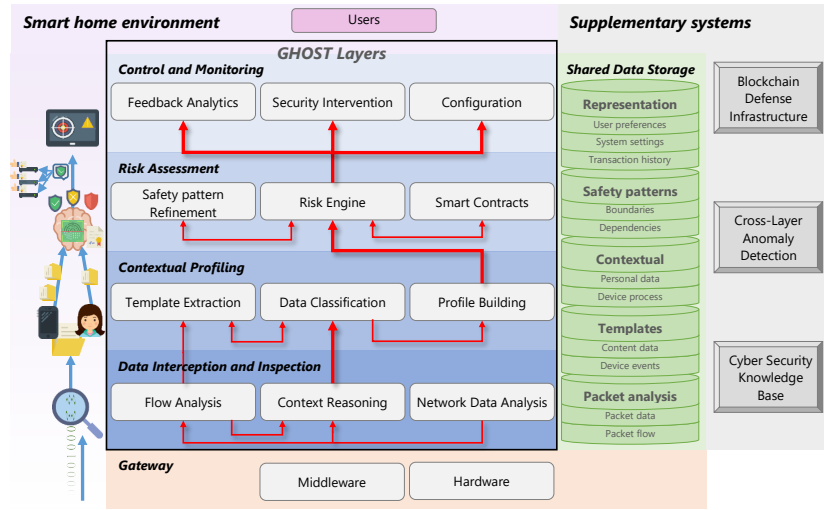 Smart home environment
Users
Supplementary systems
GHOST Layers
Control and Monitoring
Feedback Analytics
Security Intervention
Configuration
Risk Assessment
Safety pattern
Refinement
Risk Engine
Smart Contracts
Contextual Profiling
Template Extraction
Data Classification
Profile Building
Data Interception and Inspection
Flow Analysis
Context Reasoning
Network Data Analysis
Gateway
Middleware
Hardware
Shared Data Storage
Representation
User preferences
System settings
Transaction history
Safety patterns
Boundaries
Dependencies
Contextual
Personal data
Device process
Templates
Content data
Device events
Packet analysis
Packet data
Packet flow
Blockchain
Defense
Infrastructure
Cross-Layer
Anomaly
Detection
Cyber Security
Knowledge
Base